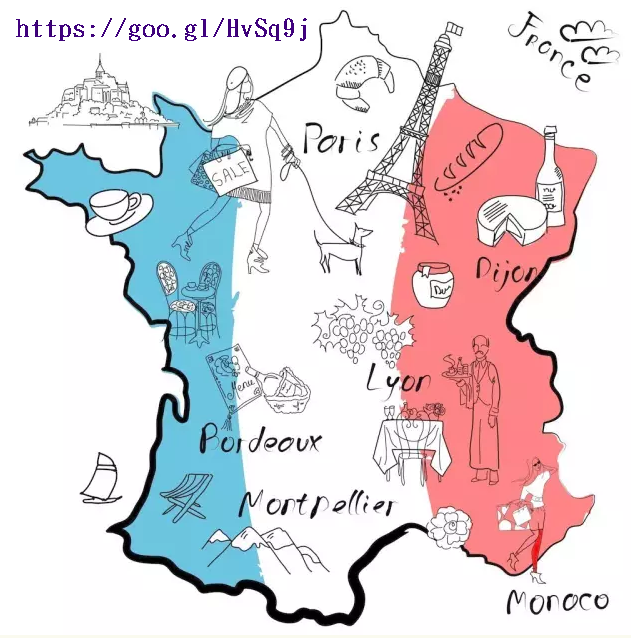 https://goo.gl/HvSq9j
France
Paris
SALE
Dijon
Lyon
Menu
Bordeaux
Montpellier
Monaco